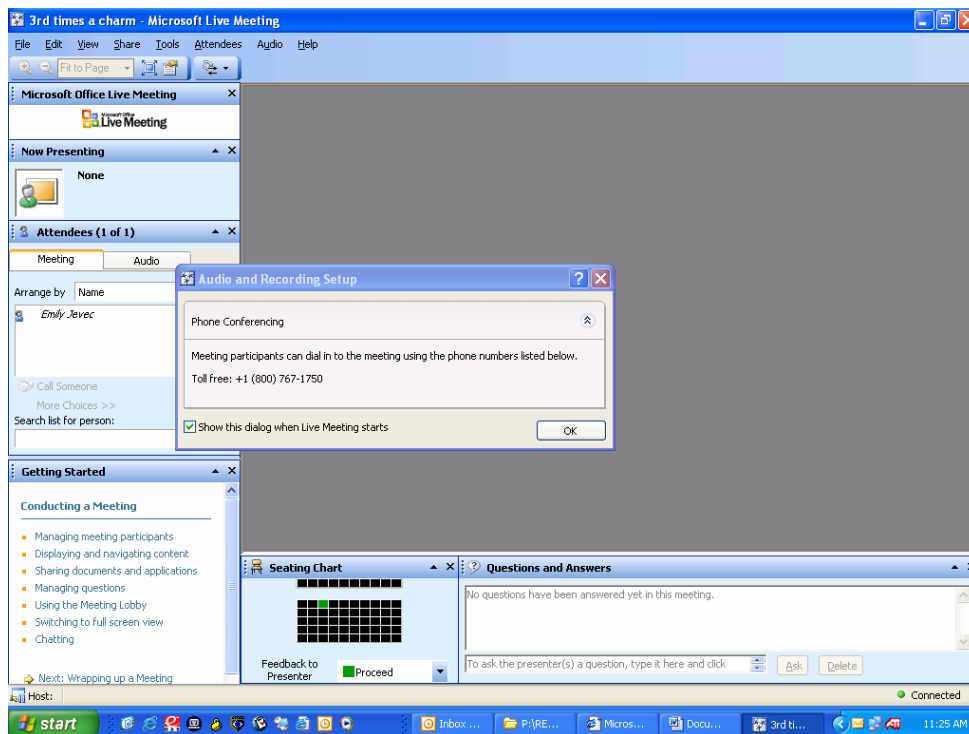 3rd times a charm - Microsoft Live Meeting
File Edit View Share Tools Attendees Audio Help
Fit to Page
Microsoft Office Live Meeting
Microsoft Office
Live Meeting
Now Presenting
None
Attendees (1 of 1)
Meeting Audio
Arrange by Name
Emily Jevec
Call Someone
More Choices >>
Search list for person:
Audio and Recording Setup
Phone Conferencing
Meeting participants can dial in to the meeting using the phone numbers listed below.
Toll free: +1 (800) 767-1750
Show this dialog when Live Meeting starts
OK
Getting Started
Conducting a Meeting
Managing meeting participants
Displaying and navigating content
Sharing documents and applications
Managing questions
Using the Meeting Lobby
Switching to full screen view
Chatting
Next: Wrapping up a Meeting
Seating Chart
Feedback to
Presenter
Proceed
Questions and Answers
No questions have been answered yet in this meeting.
To ask the presenter(s) a question, type it here and click
Ask Delete
Host:
Connected
start
Inbox ...
P:\RE...
Micros...
Docu...
3rd ti...
ATI
11:25 AM